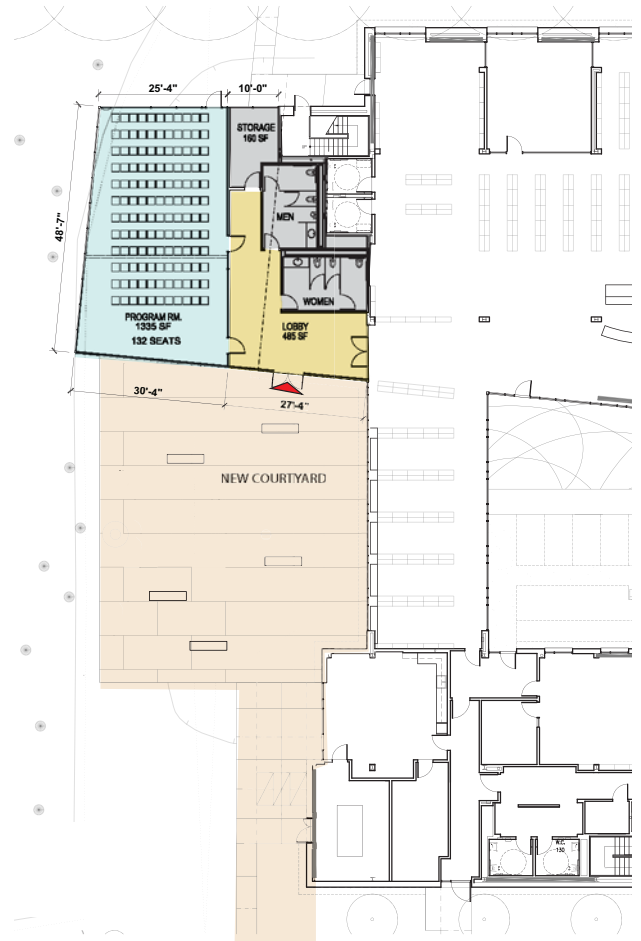 25'-4"
10'-0"
STORAGE
160 SF
MEN
48'-7"
WOMEN
PROGRAM RM.
1335 SF
132 SEATS
LOBBY
485 SF
30'-4"
27'-4"
NEW COURTYARD
W.C.
130